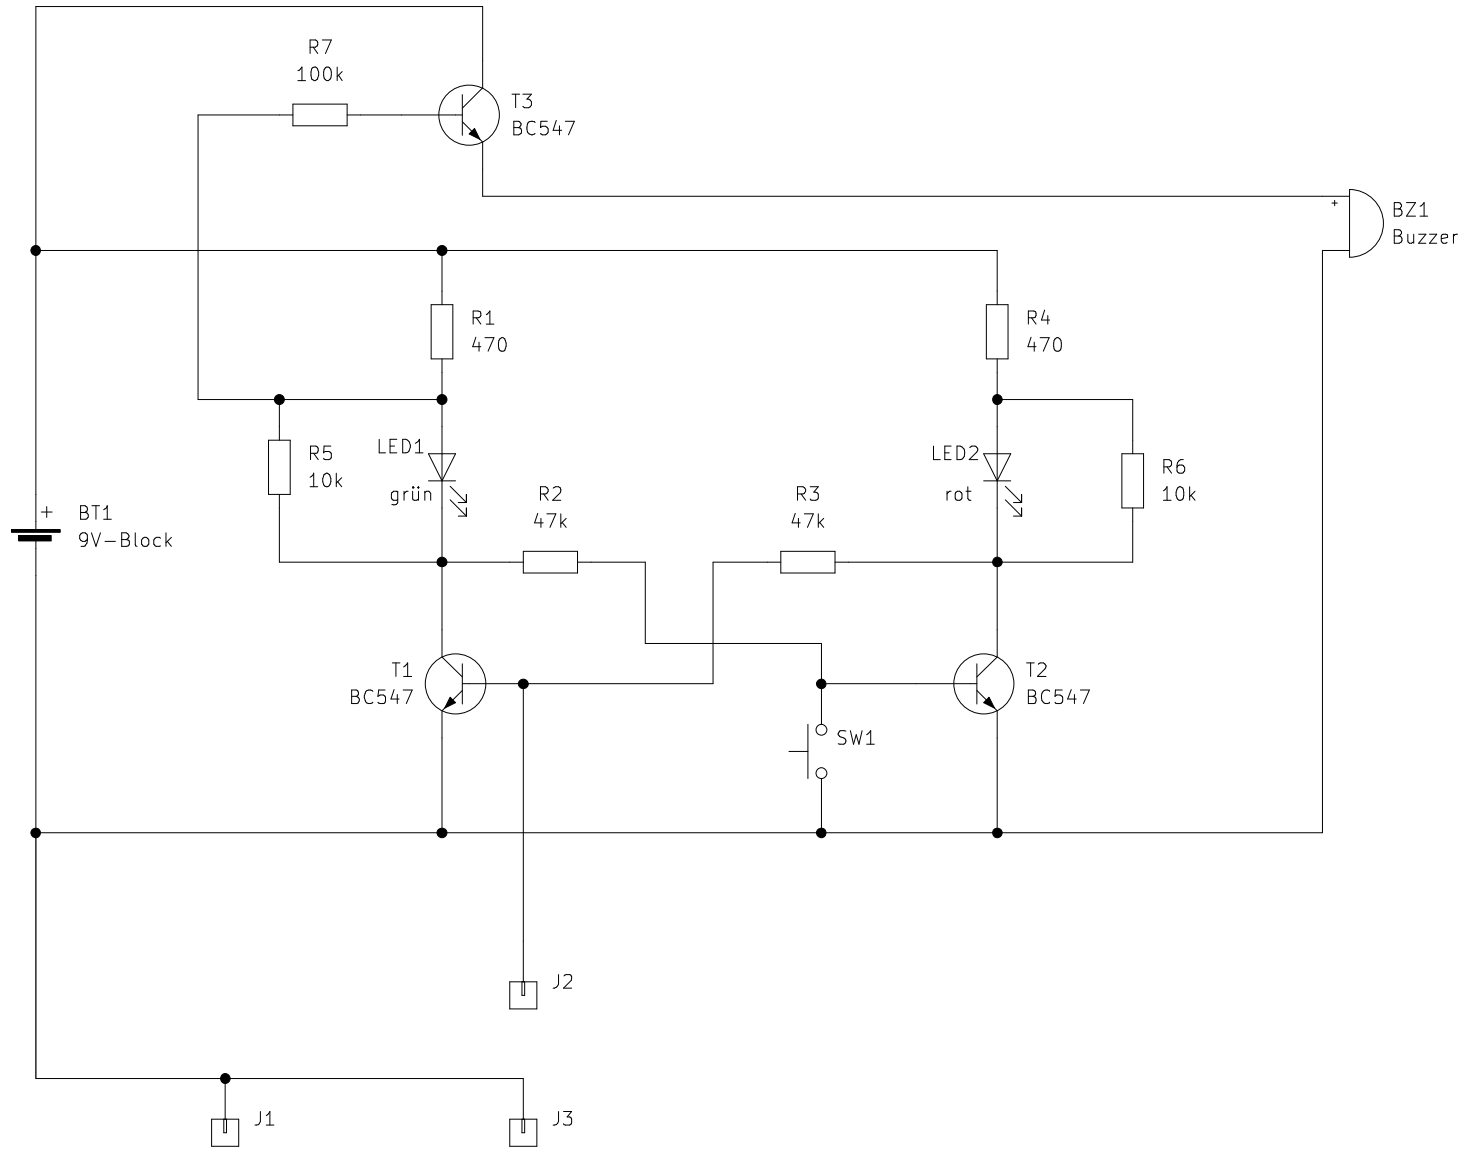 R7
100k
T3
BC547
+
BZ1
Buzzer
R1
470
R4
470
LED1
grün
R5
10k
LED2
rot
R6
10k
R2
47k
R3
47k
+
BT1
9V-Block
T1
BC547
T2
BC547
SW1
J2
J1
J3